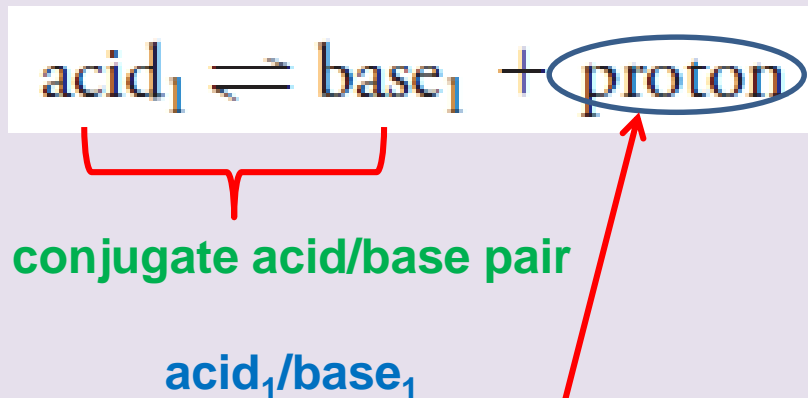 acid₁ ⇌ base₁ + proton
conjugate acid/base pair
acid₁/base₁